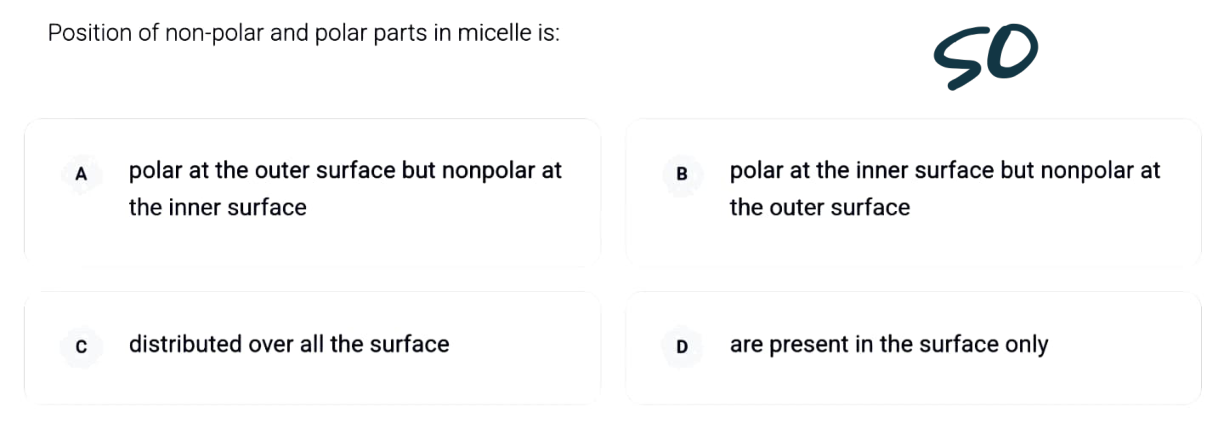 Position of non-polar and polar parts in micelle is:
50
A polar at the outer surface but nonpolar at
the inner surface
B polar at the inner surface but nonpolar at
the outer surface
C distributed over all the surface
D are present in the surface only